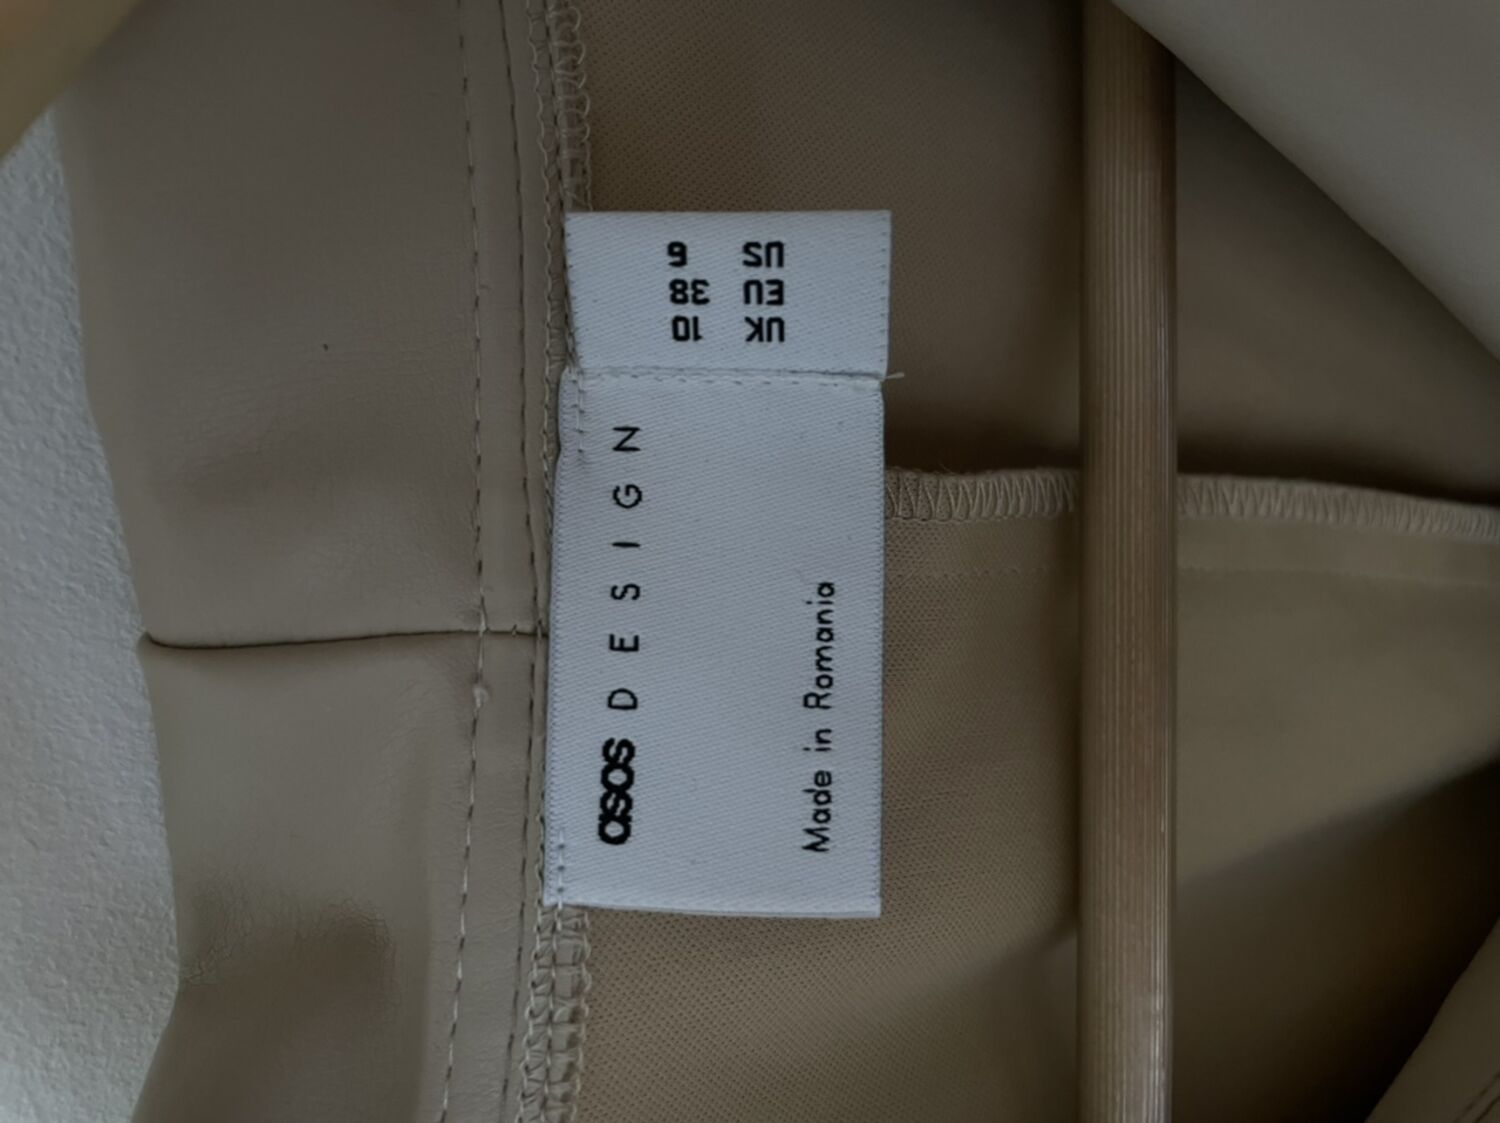 UK 10
EU 38
US 6
asos DESIGN
Made in Romania